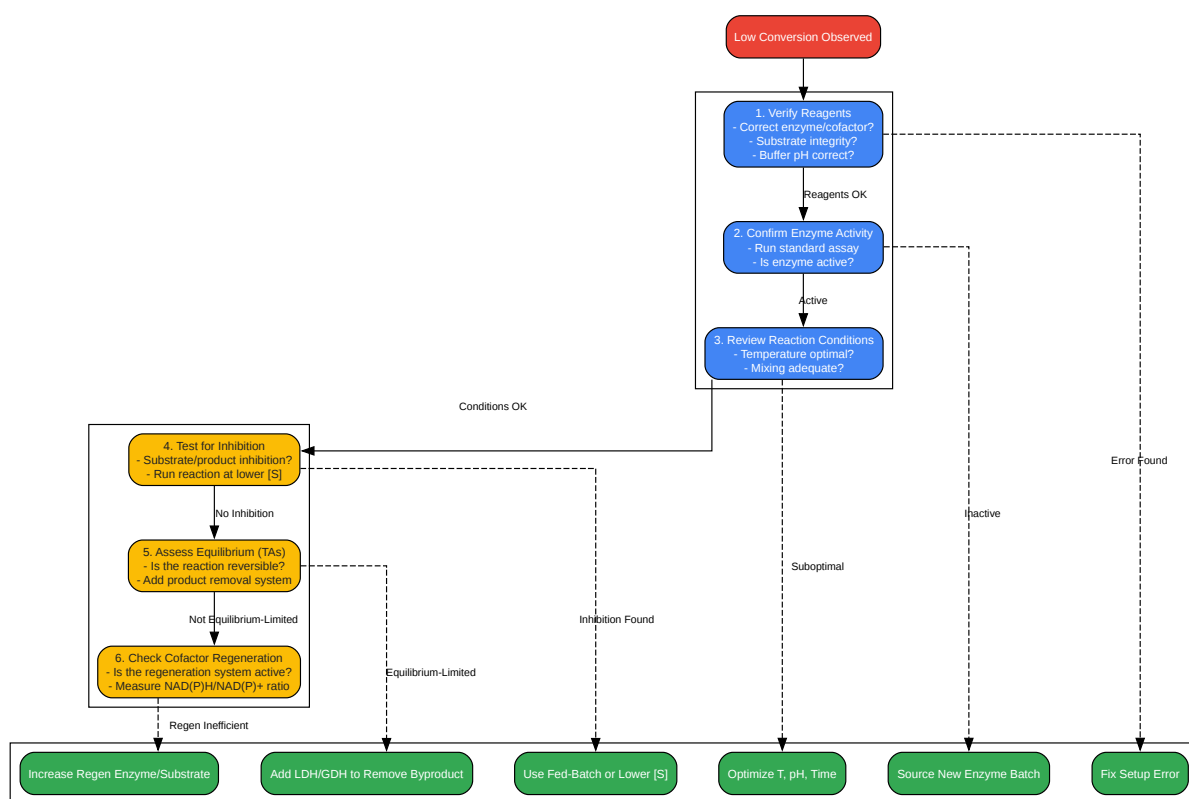 Low Conversion Observed
1. Verify Reagents
- Correct enzyme/cofactor?
- Substrate integrity?
- Buffer pH correct?
Reagents OK
2. Confirm Enzyme Activity
- Run standard assay
- Is enzyme active?
Active
3. Review Reaction Conditions
- Temperature optimal?
- Mixing adequate?
Conditions OK
4. Test for Inhibition
- Substrate/product inhibition?
- Run reaction at lower [S]
Error Found
No Inhibition
Inactive
5. Assess Equilibrium (TAs)
- Is the reaction reversible?
- Add product removal system
Suboptimal
Not Equilibrium-Limited
Inhibition Found
6. Check Cofactor Regeneration
- Is the regeneration system active?
- Measure NAD(P)H/NAD(P)+ ratio
Equilibrium-Limited
Regen Inefficient
Increase Regen Enzyme/Substrate
Add LDH/GDH to Remove Byproduct
Use Fed-Batch or Lower [S]
Optimize T, pH, Time
Source New Enzyme Batch
Fix Setup Error